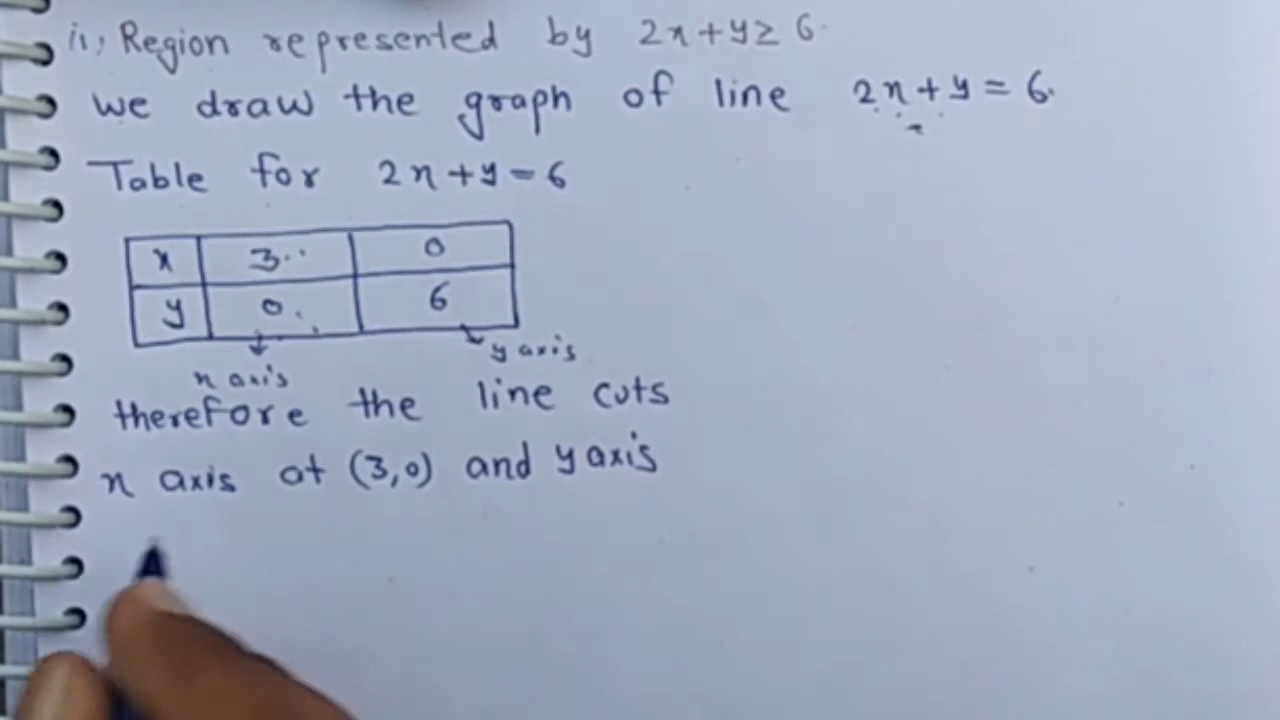 ii, Region represented by 2x+y≥ 6.
we draw the graph of line 2x+y=6.
Table for 2x+y=6
x 3 0
y 0 6
x axis y axis
therefore the line cuts
x axis at (3,0) and y axis